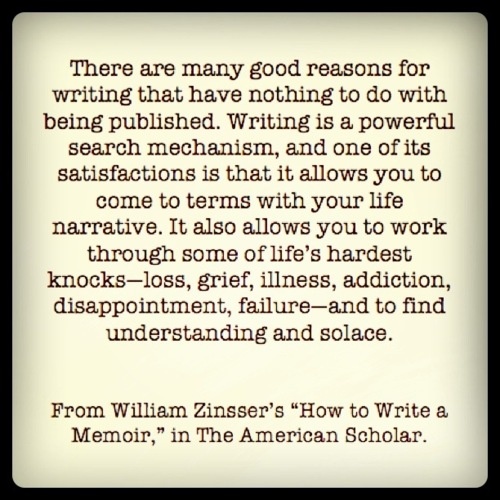 There are many good reasons for
writing that have nothing to do with
being published. Writing is a powerful
search mechanism, and one of its
satisfactions is that it allows you to
come to terms with your life
narrative. It also allows you to work
through some of life's hardest
knocks—loss, grief, illness, addiction,
disappointment, failure—and to find
understanding and solace.
From William Zinsser's "How to Write a
Memoir," in The American Scholar.